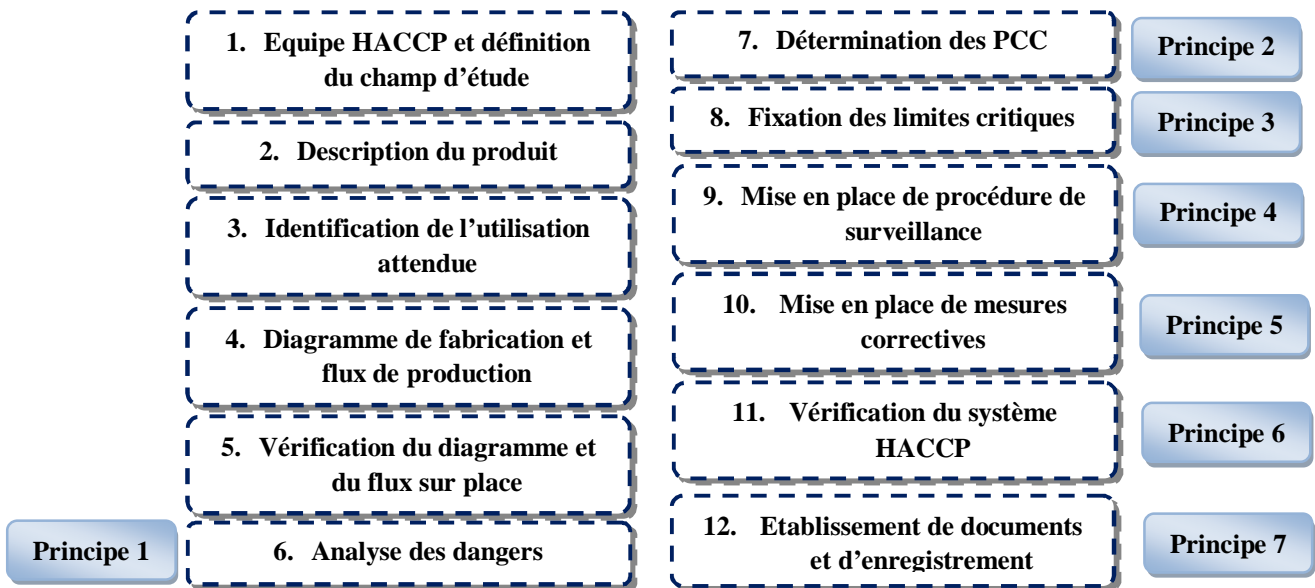 1. Equipe HACCP et définition
du champ d’étude
2. Description du produit
3. Identification de l’utilisation
attendue
4. Diagramme de fabrication et
flux de production
5. Vérification du diagramme et
du flux sur place
Principe 1
6. Analyse des dangers
7. Détermination des PCC
Principe 2
8. Fixation des limites critiques
Principe 3
9. Mise en place de procédure de
surveillance
Principe 4
10. Mise en place de mesures
correctives
Principe 5
11. Vérification du système
HACCP
Principe 6
12. Etablissement de documents
et d’enregistrement
Principe 7